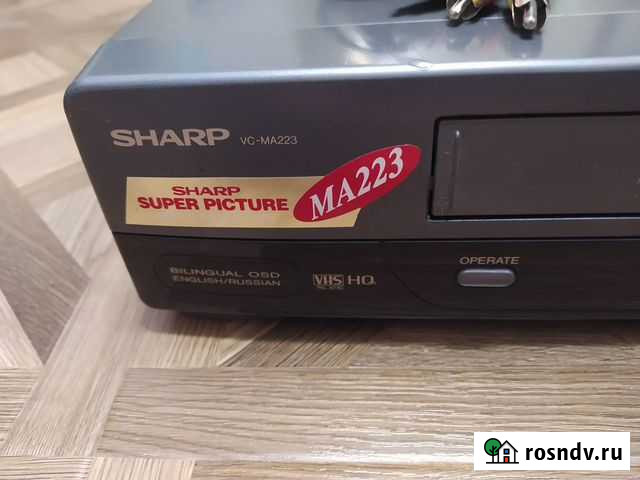 SHARP VC-MA223
SHARP
SUPER PICTURE
MA223
BILINGUAL OSD
ENGLISH/RUSSIAN
VHS HQ
OPERATE
rosndv.ru